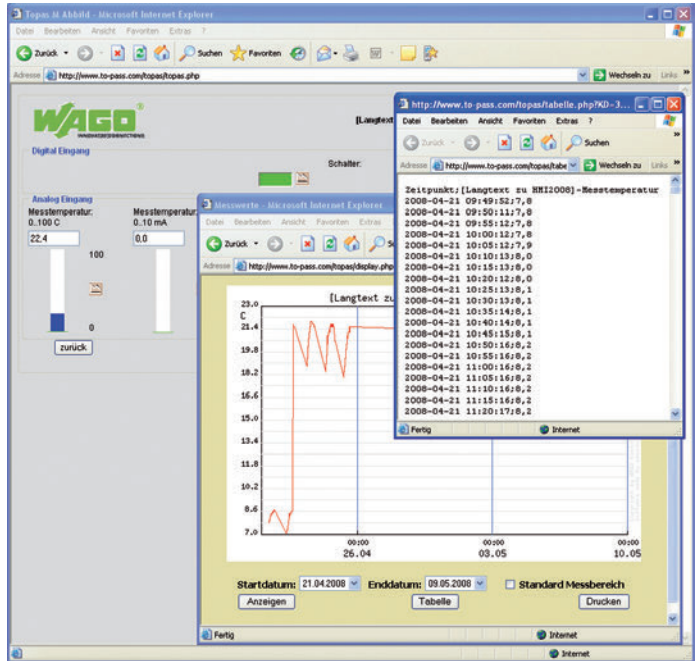 Topas M Abbild - Microsoft Internet Explorer
Datei Bearbeiten Ansicht Favoriten Extras ?
Zurück Suchen Favoriten
Adresse http://www.to-pass.com/topas/topas.php Wechseln zu Links
WAGO®
[Langtext
Digital Eingang
Schalter:
Analog Eingang
Messtemperatur: Messtemperatur:
0..100 C 0..10 mA
22,4 0,0
100
0
zurück
Messwerte - Microsoft Internet Explorer
Datei Bearbeiten Ansicht Favoriten Extras
Zurück
Adresse http://www.to-pass.com/topas/display.php
[Langtext zu
23.0
C
21.4
19.8
18.2
16.6
15.0
13.4
11.8
10.2
8.6
7.0
00:00 00:00 00:00
26.04 03.05 10.05
Startdatum: 21.04.2008 Enddatum: 09.05.2008 Standard Messbereich
Anzeigen Tabelle Drucken
Fertig Internet
http://www.to-pass.com/topas/tabelle.php?KD-3...
Datei Bearbeiten Ansicht Favoriten Extras ?
Zurück Suchen
Adresse http://www.to-pass.com/topas/tabe Wechseln zu Links
Zeitpunkt;[Langtext zu HMI2008]-Messtemperatur
2008-04-21 09:49:52;7,8
2008-04-21 09:50:11;7,8
2008-04-21 09:55:12;7,8
2008-04-21 10:00:12;7,8
2008-04-21 10:05:12;7,9
2008-04-21 10:10:13;8,0
2008-04-21 10:15:13;8,0
2008-04-21 10:20:12;8,0
2008-04-21 10:25:13;8,1
2008-04-21 10:30:13;8,1
2008-04-21 10:35:14;8,1
2008-04-21 10:40:14;8,1
2008-04-21 10:45:15;8,1
2008-04-21 10:50:16;8,2
2008-04-21 10:55:16;8,2
2008-04-21 11:00:16;8,2
2008-04-21 11:05:16;8,2
2008-04-21 11:10:16;8,2
2008-04-21 11:15:16;8,2
2008-04-21 11:20:17;8,2
Fertig Internet
Internet